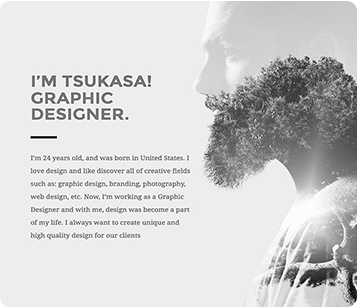 I'M TSUKASA!
GRAPHIC
DESIGNER.
I'm 24 years old, and was born in United States. I
love design and like discover all of creative fields
such as: graphic design, branding, photography,
web design, etc. Now, I'm working as a Graphic
Designer and with me, design was become a part
of my life. I always want to create unique and
high quality design for our clients